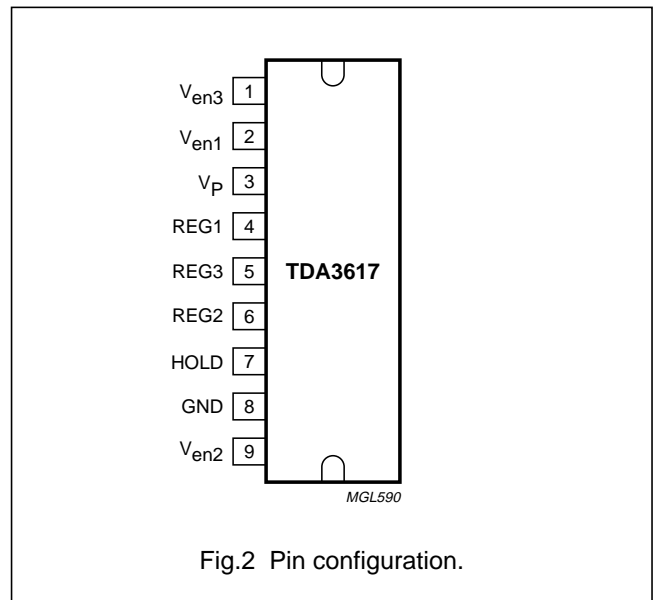 Ven3 1
Ven1 2
VP 3
REG1 4
REG3 5
TDA3617
REG2 6
HOLD 7
GND 8
Ven2 9
MGL590
Fig.2 Pin configuration.